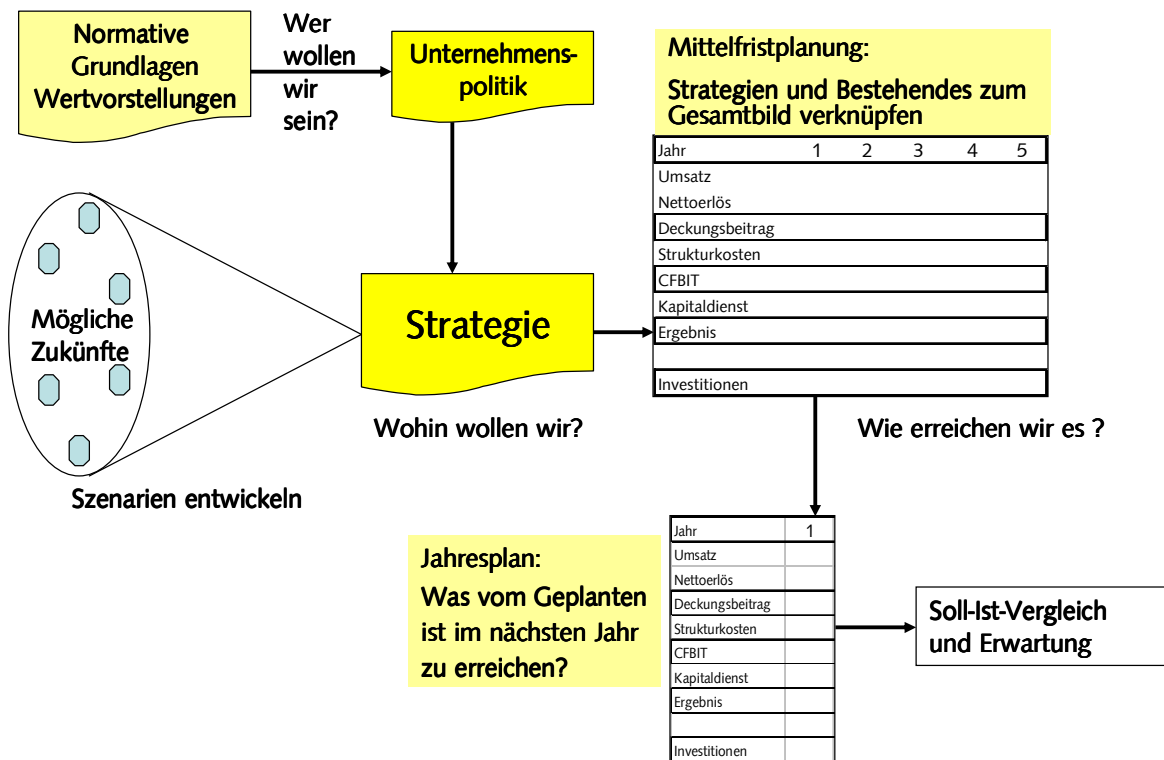 Normative
Grundlagen
Wertvorstellungen
Wer
wollen
wir
sein?
Unternehmens-
politik
Mittelfristplanung:
Strategien und Bestehendes zum
Gesamtbild verknüpfen
Jahr 1 2 3 4 5
Umsatz
Nettoerlös
Deckungsbeitrag
Strukturkosten
CFBIT
Kapitaldienst
Ergebnis
Investitionen
Mögliche
Zukünfte
Strategie
Wohin wollen wir?
Wie erreichen wir es ?
Szenarien entwickeln
Jahresplan:
Was vom Geplanten
ist im nächsten Jahr
zu erreichen?
Jahr 1
Umsatz
Nettoerlös
Deckungsbeitrag
Strukturkosten
CFBIT
Kapitaldienst
Ergebnis
Investitionen
Soll-Ist-Vergleich
und Erwartung